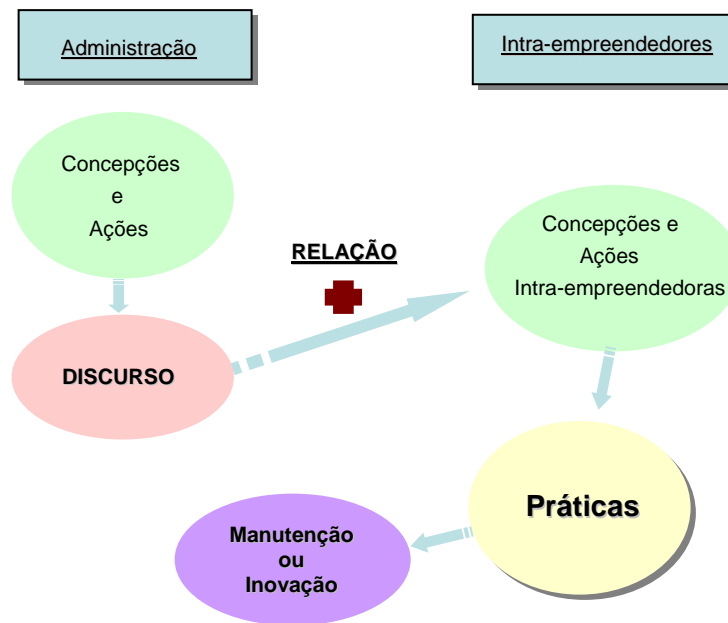 Administração
Intra-empreendedores
Concepções
e
Ações
RELAÇÃO
Concepções e
Ações
Intra-empreendedoras
DISCURSO
Práticas
Manutenção
ou
Inovação